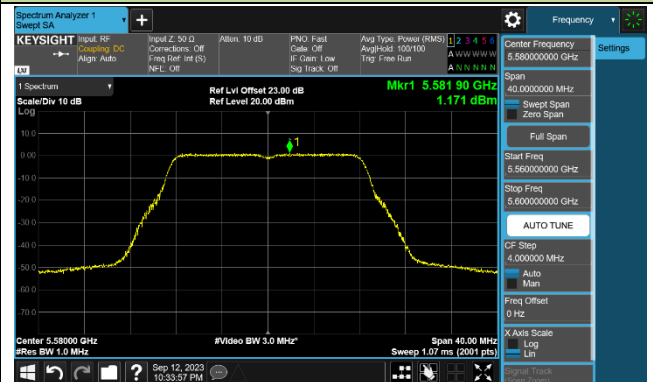 Spectrum Analyzer 1
Swept SA
Frequency
KEYSIGHT
Input: RF
Coupling: DC
Align: Auto
Input Z: 50 Ω
Corrections: Off
Freq Ref: Int (S)
NFE: Off
Atten: 10 dB
PNO: Fast
Gate: Off
IF Gain: Low
Sig Track: Off
Avg Type: Power (RMS)
Avg|Hold: 100/100
Trig: Free Run
1 2 3 4 5 6
A W W W W W
A N N N N N
LXI
1 Spectrum
Scale/Div 10 dB
Log
Ref Lvl Offset 23.00 dB
Ref Level 20.00 dBm
Mkr1 5.581 90 GHz
1.171 dBm
1
10.0
0.00
-10.0
-20.0
-30.0
-40.0
-50.0
-60.0
-70.0
Center 5.58000 GHz
#Res BW 1.0 MHz
#Video BW 3.0 MHz*
Span 40.00 MHz
Sweep 1.07 ms (2001 pts)
Sep 12, 2023
10:33:57 PM
Center Frequency
5.580000000 GHz
Settings
Span
40.0000000 MHz
Swept Span
Zero Span
Full Span
Start Freq
5.560000000 GHz
Stop Freq
5.600000000 GHz
AUTO TUNE
CF Step
4.000000 MHz
Auto
Man
Freq Offset
0 Hz
X Axis Scale
Log
Lin
Signal Track
(Span Zoom)